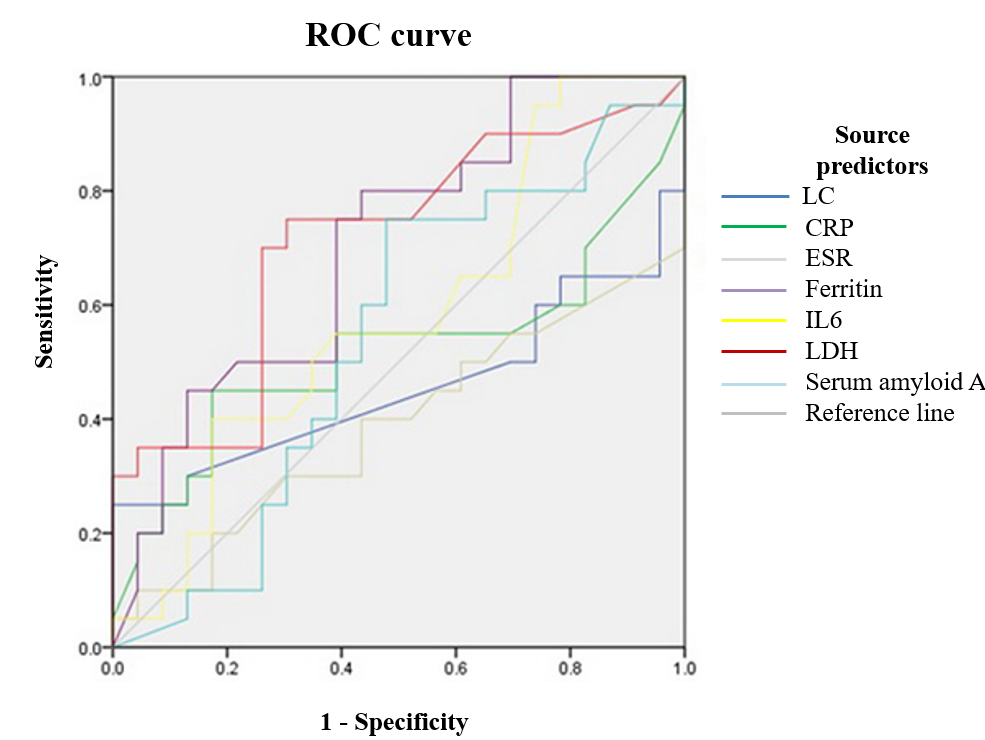 ROC curve
1.0
0.8
0.6
0.4
0.2
0.0
Sensitivity
0.0 0.2 0.4 0.6 0.8 1.0
1 - Specificity
Source
predictors
LC
CRP
ESR
Ferritin
IL6
LDH
Serum amyloid A
Reference line